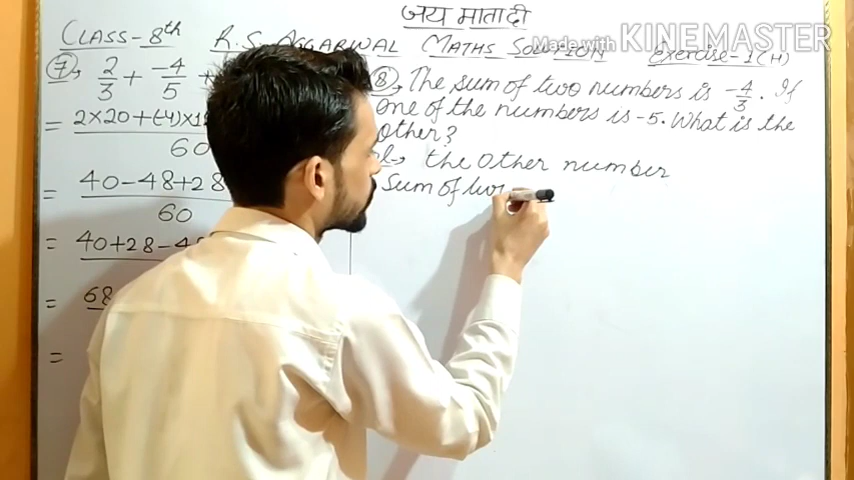 जय माता दी
Made with KINEMASTER
CLASS-8th R.S. AGGARWAL MATHS SOLUTION Exercise-1(H)
(7)→ 2/3 + -4/5 +
= 2×20+(-4)×1
60
= 40-48+28
60
= 40+28-48
= 68
=
(8)→ The sum of two numbers is -4/3. If
one of the numbers is -5. What is the
other?
the other number
Sum of two